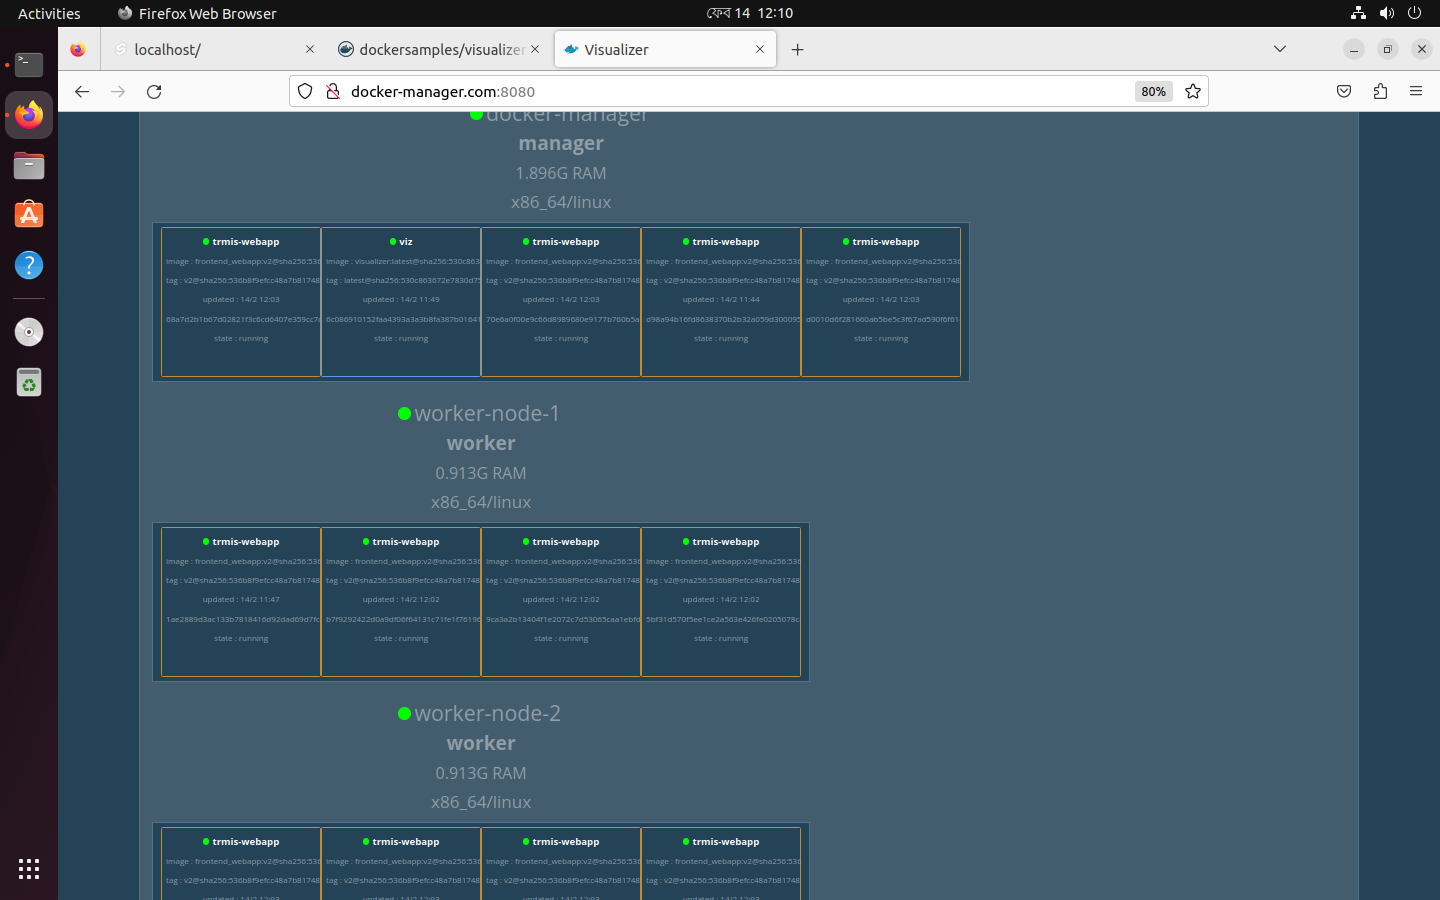 Activities Firefox Web Browser ফেব 14 12:10
localhost/ dockersamples/visualizer Visualizer
docker-manager.com:8080 80%
docker-manager
manager
1.896G RAM
x86_64/linux
trmis-webapp viz trmis-webapp trmis-webapp trmis-webapp
image : frontend_webapp:v2@sha256:536 image : visualizer:latest@sha256:530c863 image : frontend_webapp:v2@sha256:536 image : frontend_webapp:v2@sha256:536 image : frontend_webapp:v2@sha256:536
tag : v2@sha256:536b8f9efcc48a7b81748 tag : latest@sha256:530c863672e7830d75 tag : v2@sha256:536b8f9efcc48a7b81748 tag : v2@sha256:536b8f9efcc48a7b81748 tag : v2@sha256:536b8f9efcc48a7b81748
updated : 14/2 12:03 updated : 14/2 11:49 updated : 14/2 12:03 updated : 14/2 11:44 updated : 14/2 12:03
68a7d2b1b67d02821f3c6cd6407e359cc7 6c086910152faa4393a3a3b8fa387b01641 70e6a0f00e9c66d8989680e9177b760b5a d98a94b16fd8638370b2b32a059d300095 d0010d6f281660ab5be5c3f67ad590f6f61
state : running state : running state : running state : running state : running
worker-node-1
worker
0.913G RAM
x86_64/linux
trmis-webapp trmis-webapp trmis-webapp trmis-webapp
image : frontend_webapp:v2@sha256:536 image : frontend_webapp:v2@sha256:536 image : frontend_webapp:v2@sha256:536 image : frontend_webapp:v2@sha256:536
tag : v2@sha256:536b8f9efcc48a7b81748 tag : v2@sha256:536b8f9efcc48a7b81748 tag : v2@sha256:536b8f9efcc48a7b81748 tag : v2@sha256:536b8f9efcc48a7b81748
updated : 14/2 11:47 updated : 14/2 12:02 updated : 14/2 12:02 updated : 14/2 12:02
1ae2889d3ac133b7818416d92dad69d7fc b7f9292422d0a9df06f64131c71fe1f76196 9ca3a2b13404f1e2072c7d53065caa1ebfd 5bf31d570f5ee1ce2a563e426fe0205078c
state : running state : running state : running state : running
worker-node-2
worker
0.913G RAM
x86_64/linux
trmis-webapp trmis-webapp trmis-webapp trmis-webapp
image : frontend_webapp:v2@sha256:536 image : frontend_webapp:v2@sha256:536 image : frontend_webapp:v2@sha256:536 image : frontend_webapp:v2@sha256:536
tag : v2@sha256:536b8f9efcc48a7b81748 tag : v2@sha256:536b8f9efcc48a7b81748 tag : v2@sha256:536b8f9efcc48a7b81748 tag : v2@sha256:536b8f9efcc48a7b81748